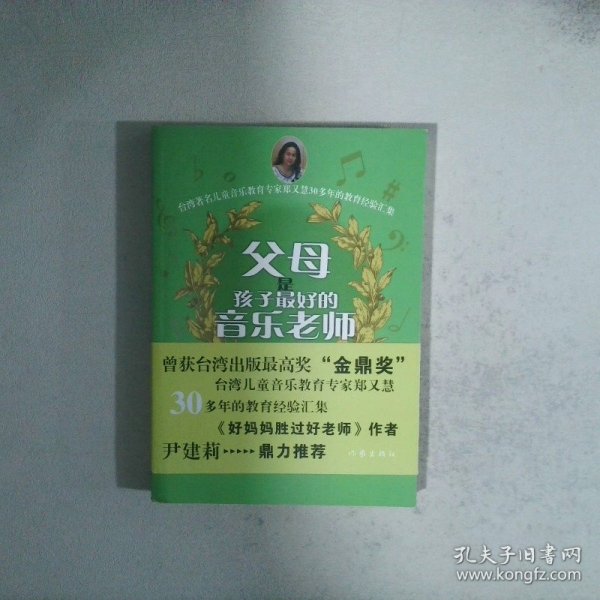 台湾著名儿童音乐教育专家郑又慧30多年的教育经验汇集
父母
是
孩子最好的
音乐老师
曾获台湾出版最高奖“金鼎奖”
台湾儿童音乐教育专家郑又慧
30多年的教育经验汇集
《好妈妈胜过好老师》作者
尹建莉▸▸▸▸▸鼎力推荐
作家出版社
孔夫子旧书网
www.kongfz.com